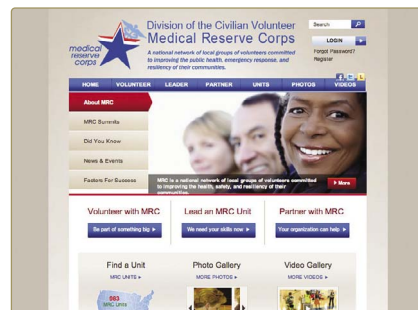 Division of the Civilian Volunteer
Medical Reserve Corps
medical
reserve
corps
A national network of local groups of volunteers committed
to improving the public health, emergency response, and
resiliency of their communities.
Search
LOGIN
Forgot Password?
Register
HOME VOLUNTEER LEADER PARTNER UNITS PHOTOS VIDEOS
About MRC
MRC Summits
Did You Know
News & Events
Factors For Success
MRC is a national network of local groups of volunteers committed
to improving the health, safety, and resiliency of their
communities.
More
Volunteer with MRC
Be part of something big
Lead an MRC Unit
We need your skills now
Partner with MRC
Your organization can help
Find a Unit
MRC UNITS
983
MRC Units
Photo Gallery
MORE PHOTOS
Video Gallery
MORE VIDEOS